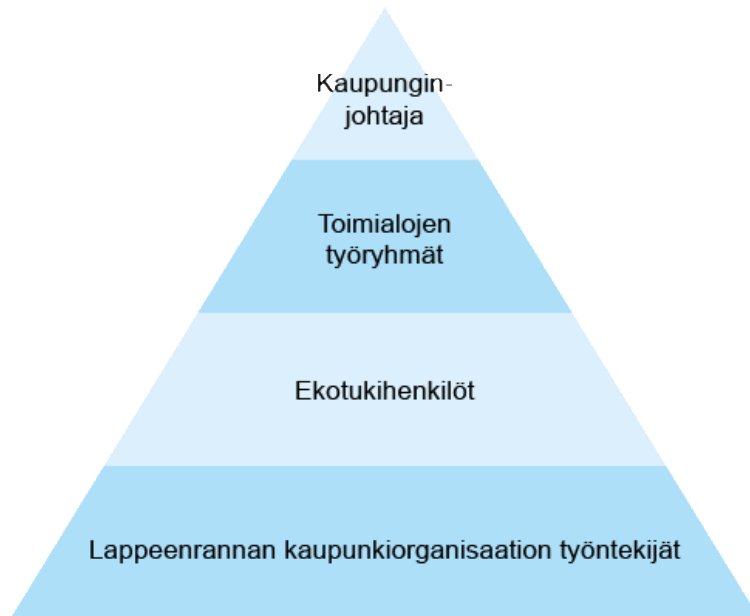 Kaupungin-
johtaja
Toimialojen
työryhmät
Ekotukihenkilöt
Lappeenrannan kaupunkiorganisaation työntekijät